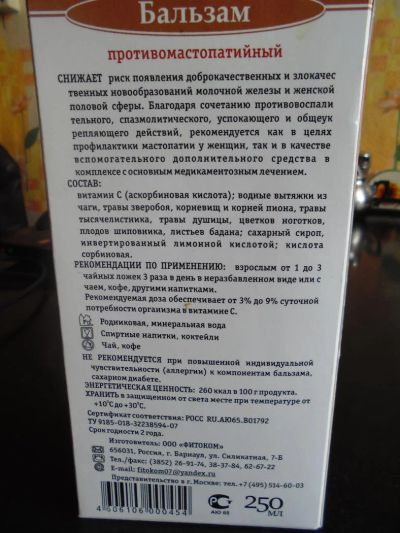 Бальзам
противомастопатийный
СНИЖАЕТ риск появления доброкачественных и злокаче
ственных новообразований молочной железы и женской
половой сферы. Благодаря сочетанию противовоспали
тельного, спазмолитического, успокающего и общеук
репляющего действий, рекомендуется как в целях
профилактики мастопатии у женщин, так и в качестве
вспомогательного дополнительного средства в
комплексе с основным медикаментозным лечением.
СОСТАВ:
витамин С (аскорбиновая кислота); водные вытяжки из
чаги, травы зверобоя, корневищ и корней пиона, травы
тысячелистника, травы душицы, цветков ноготков,
плодов шиповника, листьев бадана; сахарный сироп,
инвертированный лимонной кислотой; кислота
сорбиновая.
РЕКОМЕНДАЦИИ ПО ПРИМЕНЕНИЮ: взрослым от 1 до 3
чайных ложек 3 раза в день в неразбавленном виде или с
чаем, кофе, другими напитками.
Рекомендуемая доза обеспечивает от 3% до 9% суточной
потребности организма в витамине С.
Родниковая, минеральная вода
Спиртные напитки, коктейли
Чай, кофе
НЕ РЕКОМЕНДУЕТСЯ при повышенной индивидуальной
чувствительности (аллергии) к компонентам бальзама,
сахарном диабете.
ЭНЕРГЕТИЧЕСКАЯ ЦЕННОСТЬ: 260 ккал в 100 г продукта.
ХРАНИТЬ в защищенном от света месте при температуре от
+10°С до +30°С.
Сертификат соответствия: РОСС RU.АЮ65.В01792
ТУ 9185-018-32238594-07
Срок годности 2 года.
Изготовитель: ООО «ФИТОКОМ»
656031, Россия, г. Барнаул, ул. Силикатная, 7-Б
Тел./факс: (3852) 26-91-74, 38-37-84, 62-67-22
E-mail: fitokom07@yandex.ru
Представительство в г. Москве: тел. +7 (495) 514-60-03
4 606106 000454
АЮ 65
250
МЛ